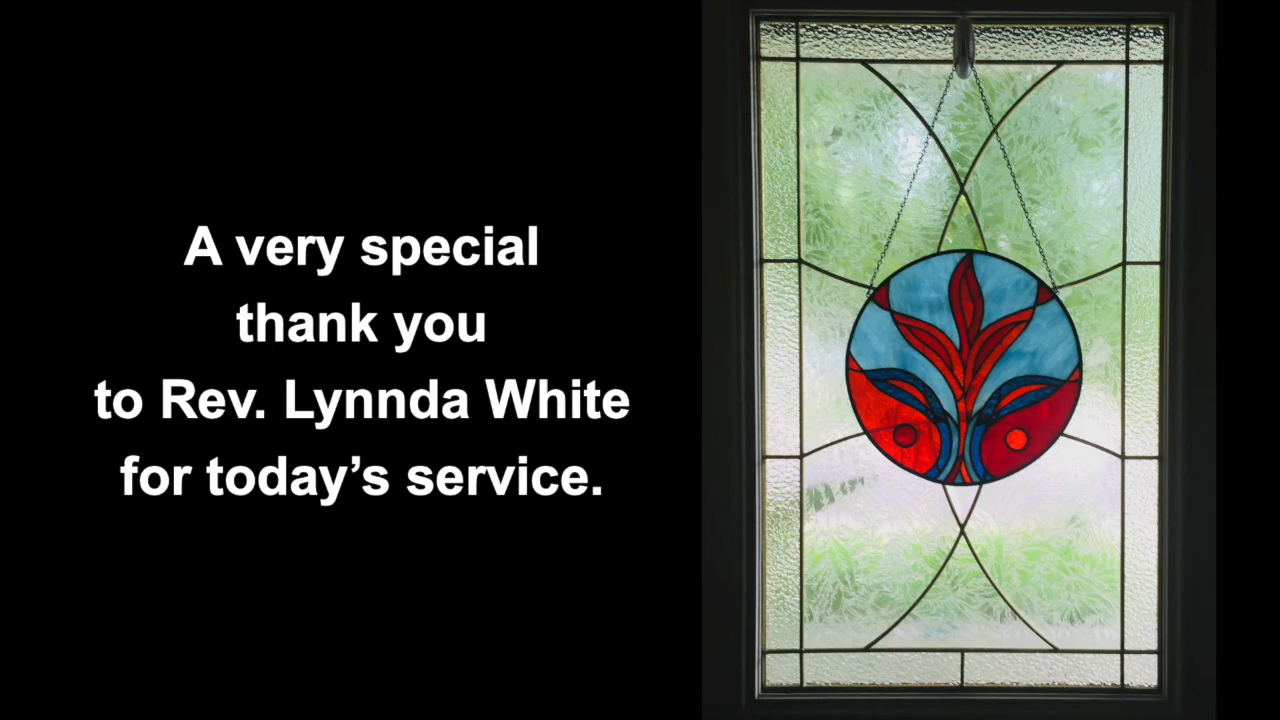 A very special
thank you
to Rev. Lynnda White
for today’s service.